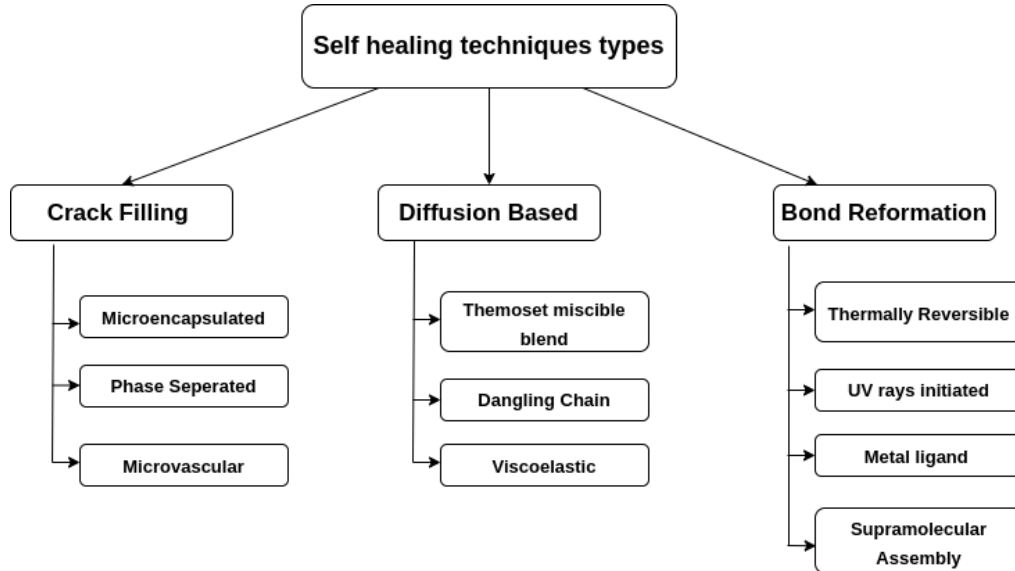 Self healing techniques types
Crack Filling
Microencapsulated
Phase Seperated
Microvascular
Diffusion Based
Themoset miscible
blend
Dangling Chain
Viscoelastic
Bond Reformation
Thermally Reversible
UV rays initiated
Metal ligand
Supramolecular
Assembly